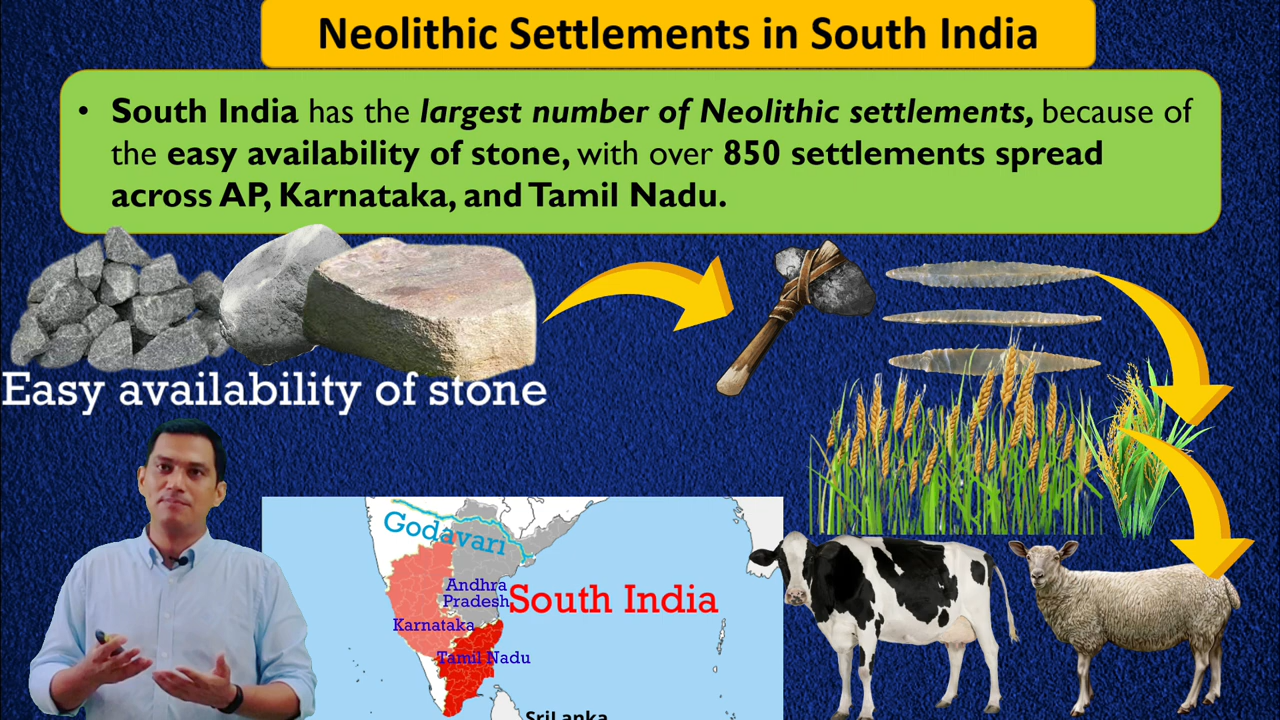 Neolithic Settlements in South India
• South India has the largest number of Neolithic settlements, because of
the easy availability of stone, with over 850 settlements spread
across AP, Karnataka, and Tamil Nadu.
Easy availability of stone
Godavari
Andhra
Pradesh
South India
Karnataka
Tamil Nadu
SriLanka